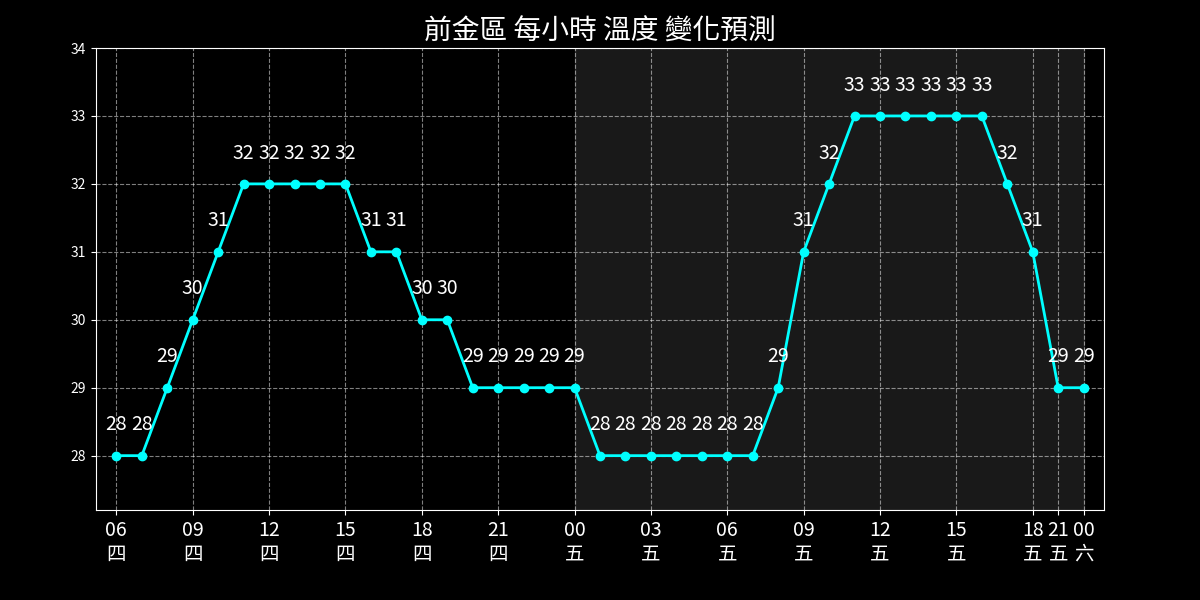 前金區 每小時 溫度 變化預測
34
33 33 33 33 33 33
33
32 32 32 32 32 32 32
32
31 31 31 31 31
31
30 30 30
30
29 29 29 29 29 29 29 29 29
29
28 28 28 28 28 28 28 28 28
28
06 09 12 15 18 21 00 03 06 09 12 15 18 21 00
四 四 四 四 四 四 五 五 五 五 五 五 五 五 六